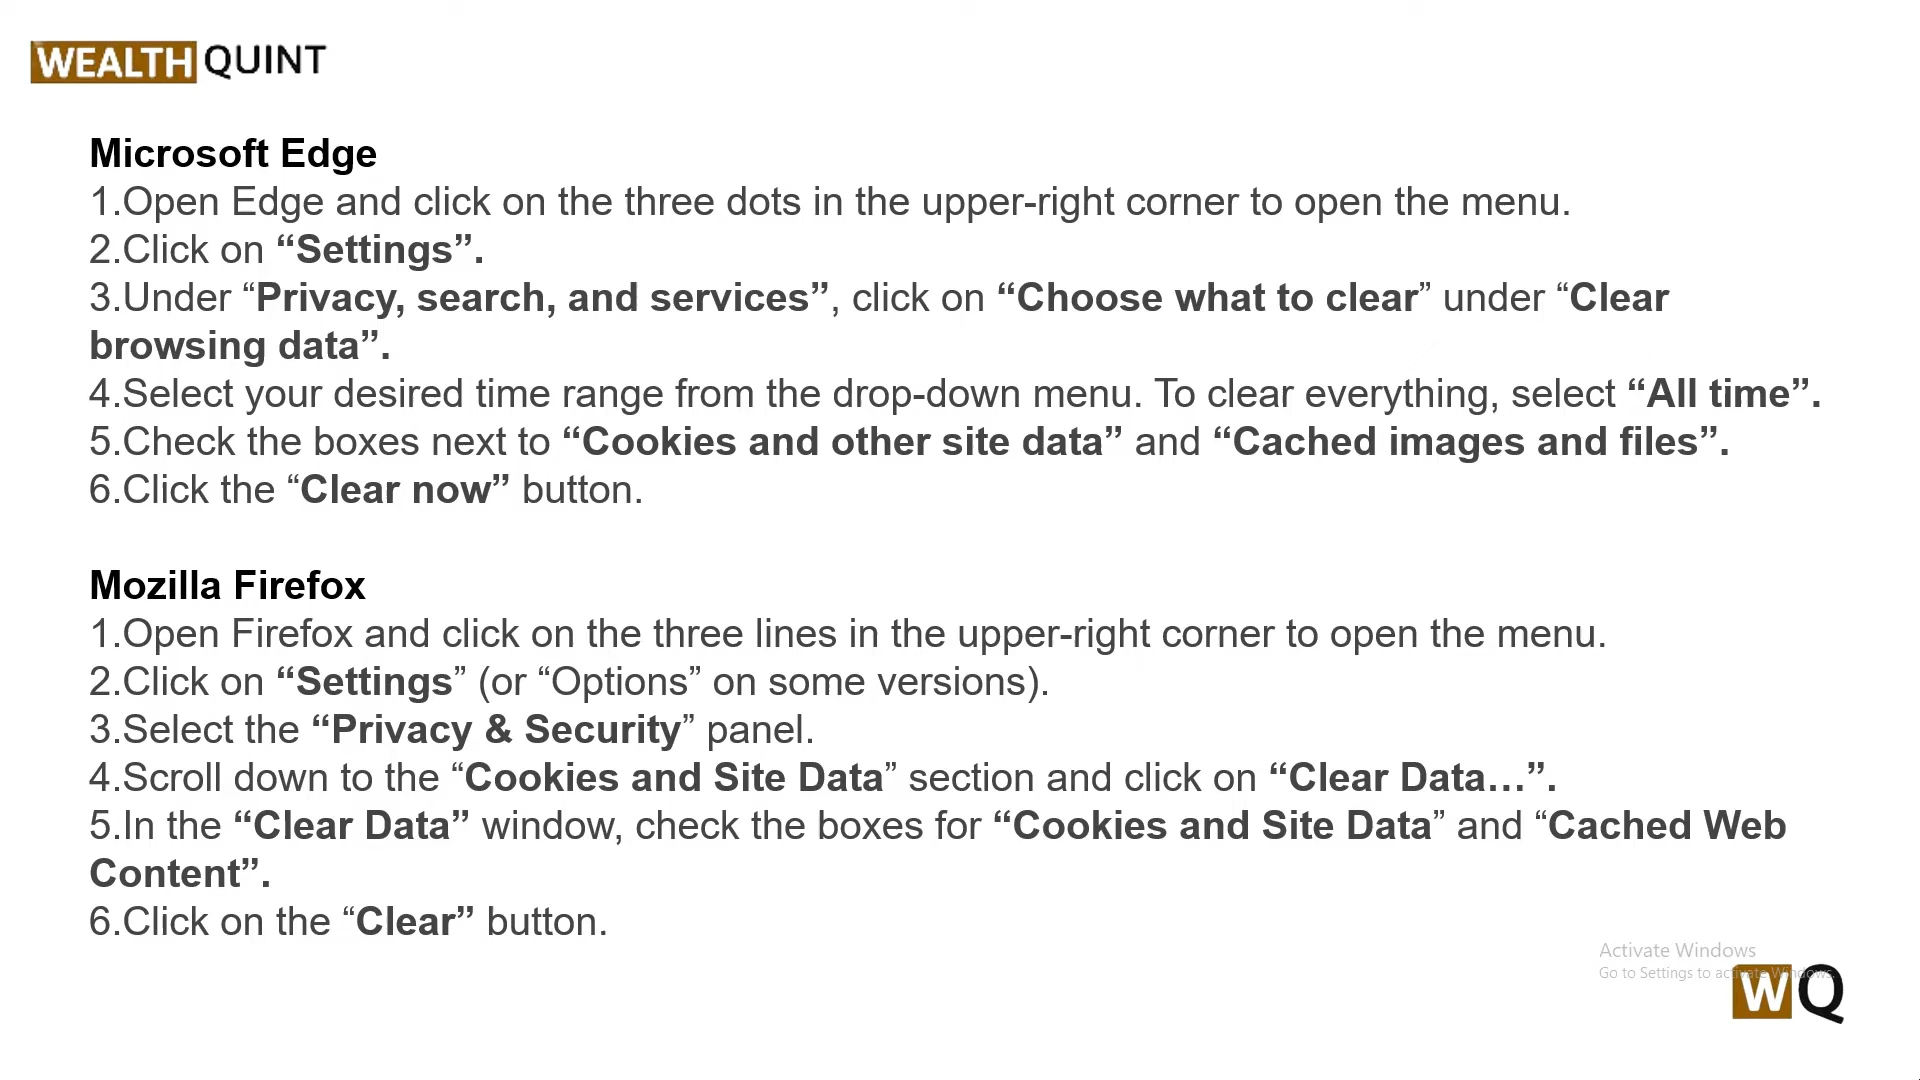 WEALTH QUINT
Microsoft Edge
1.Open Edge and click on the three dots in the upper-right corner to open the menu.
2.Click on “Settings”.
3.Under “Privacy, search, and services”, click on “Choose what to clear” under “Clear
browsing data”.
4.Select your desired time range from the drop-down menu. To clear everything, select “All time”.
5.Check the boxes next to “Cookies and other site data” and “Cached images and files”.
6.Click the “Clear now” button.
Mozilla Firefox
1.Open Firefox and click on the three lines in the upper-right corner to open the menu.
2.Click on “Settings” (or “Options” on some versions).
3.Select the “Privacy & Security” panel.
4.Scroll down to the “Cookies and Site Data” section and click on “Clear Data…”.
5.In the “Clear Data” window, check the boxes for “Cookies and Site Data” and “Cached Web
Content”.
6.Click on the “Clear” button.
Activate Windows
Go to Settings to activate Windows.
WQ